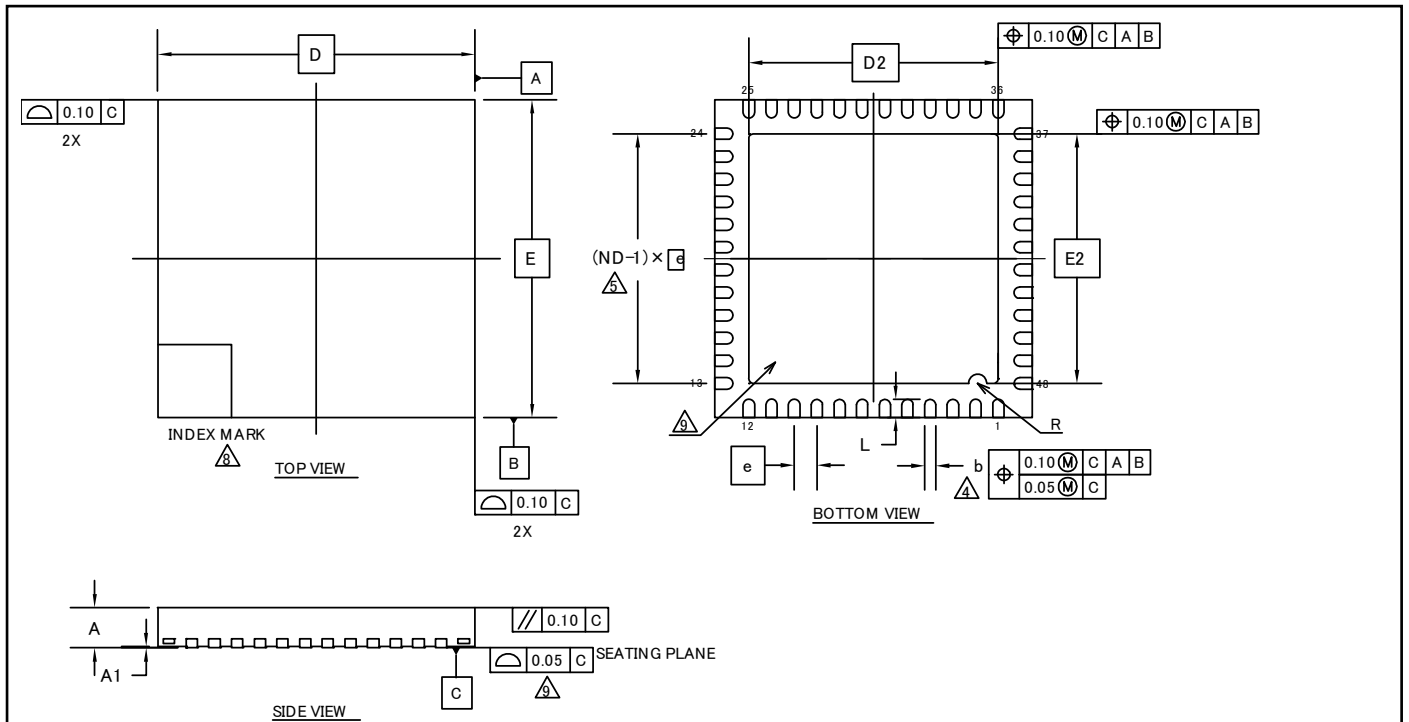 D
A
⌓ 0.10 C
2X
E
INDEX MARK
8
TOP VIEW
B
⌓ 0.10 C
2X
⌖ 0.10 Ⓜ C A B
D2
25
36
⌖ 0.10 Ⓜ C A B
24
37
(ND-1)× e
5
E2
13
48
9
12
1
L
R
e
b
4
⌖ 0.10 Ⓜ C A B
0.05 Ⓜ C
BOTTOM VIEW
A
// 0.10 C
A1
⌓ 0.05 C SEATING PLANE
9
C
SIDE VIEW